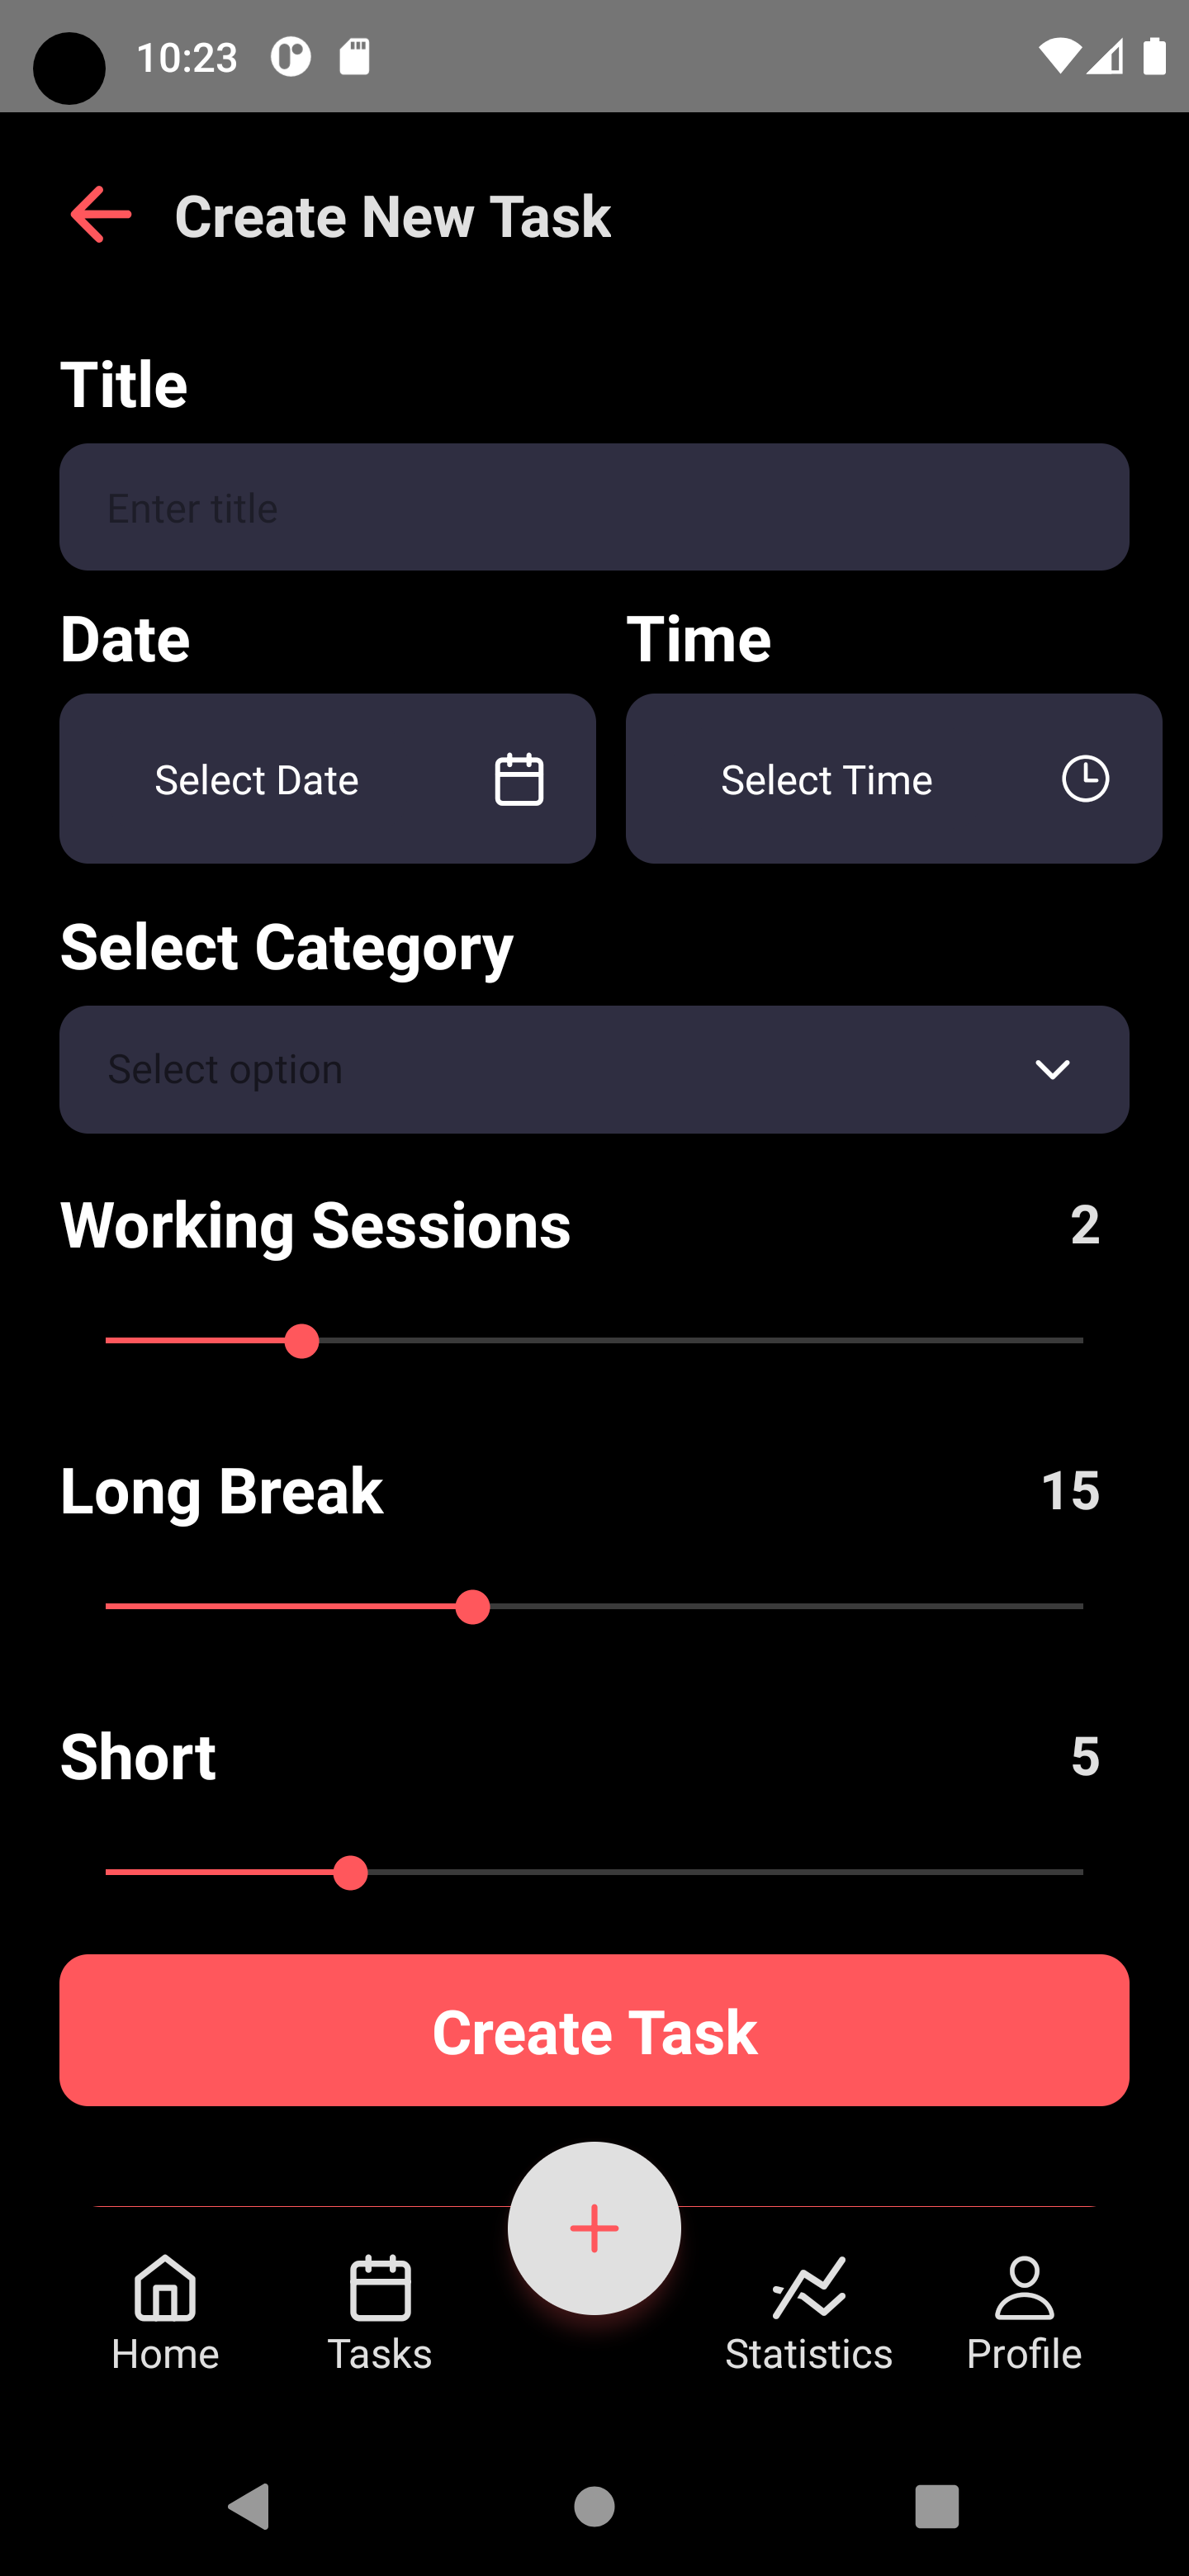 10:23
Create New Task
Title
Enter title
Date Time
Select Date Select Time
Select Category
Select option
Working Sessions 2
Long Break 15
Short 5
Create Task
Home Tasks Statistics Profile